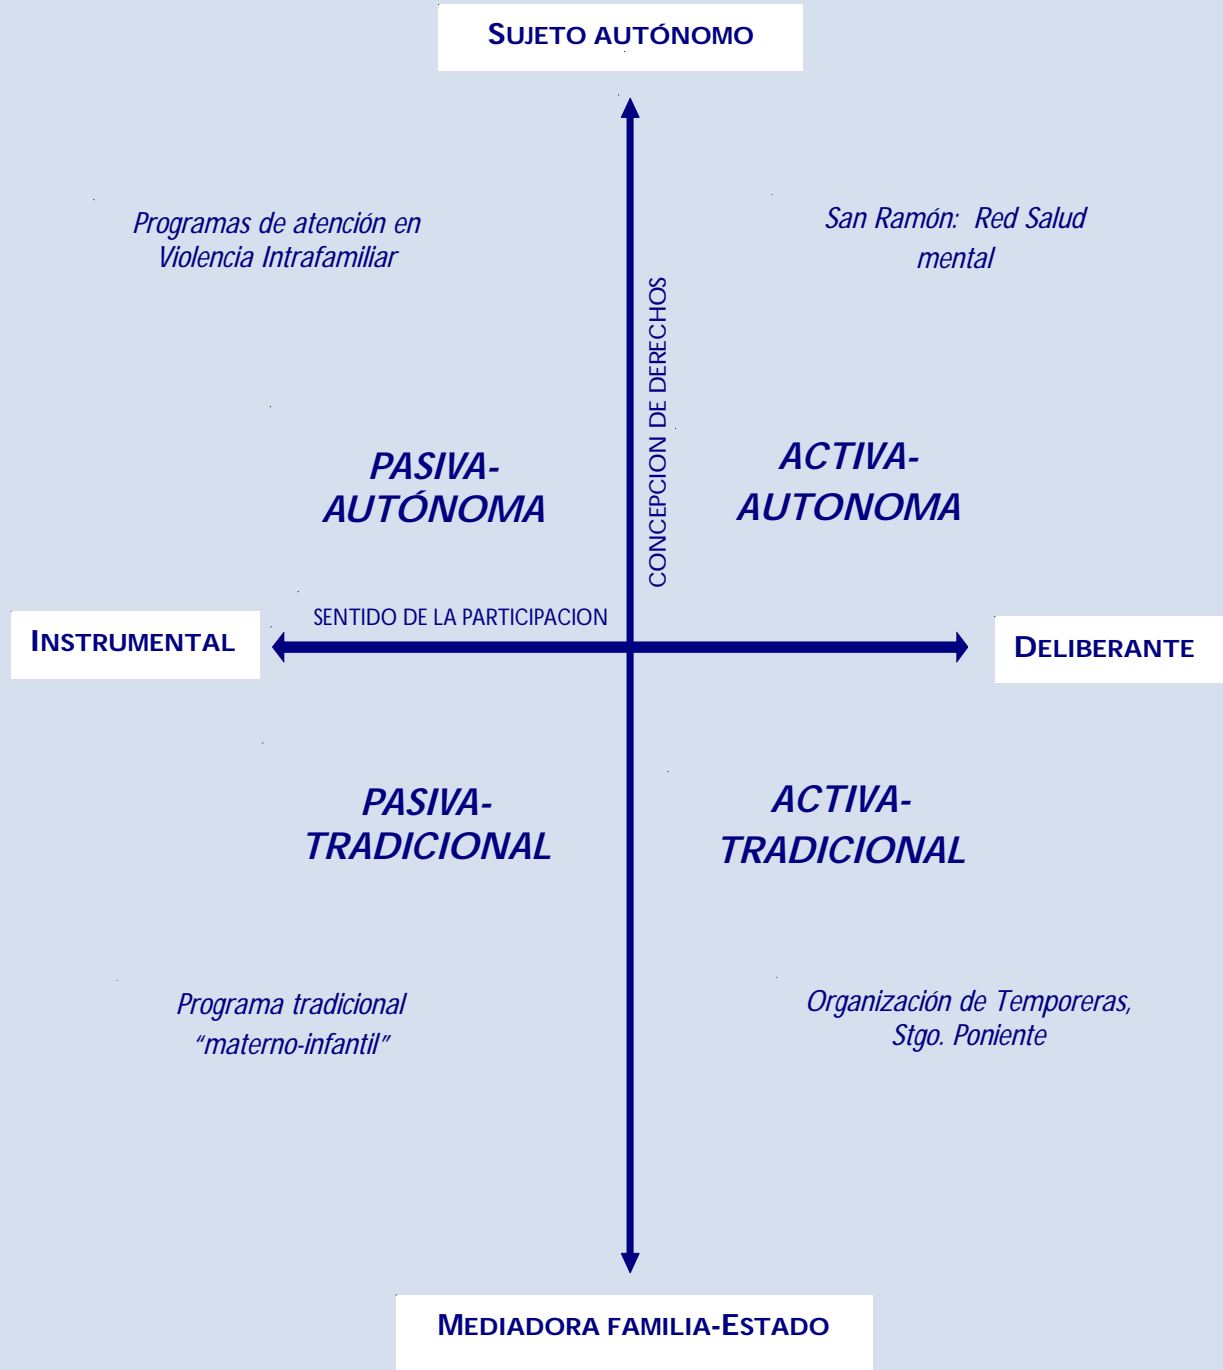 SUJETO AUTÓNOMO
Programas de atención en
Violencia Intrafamiliar
San Ramón: Red Salud
mental
CONCEPCION DE DERECHOS
PASIVA-
AUTÓNOMA
ACTIVA-
AUTONOMA
SENTIDO DE LA PARTICIPACION
INSTRUMENTAL
DELIBERANTE
PASIVA-
TRADICIONAL
ACTIVA-
TRADICIONAL
Programa tradicional
“materno-infantil”
Organización de Temporeras,
Stgo. Poniente
MEDIADORA FAMILIA-ESTADO